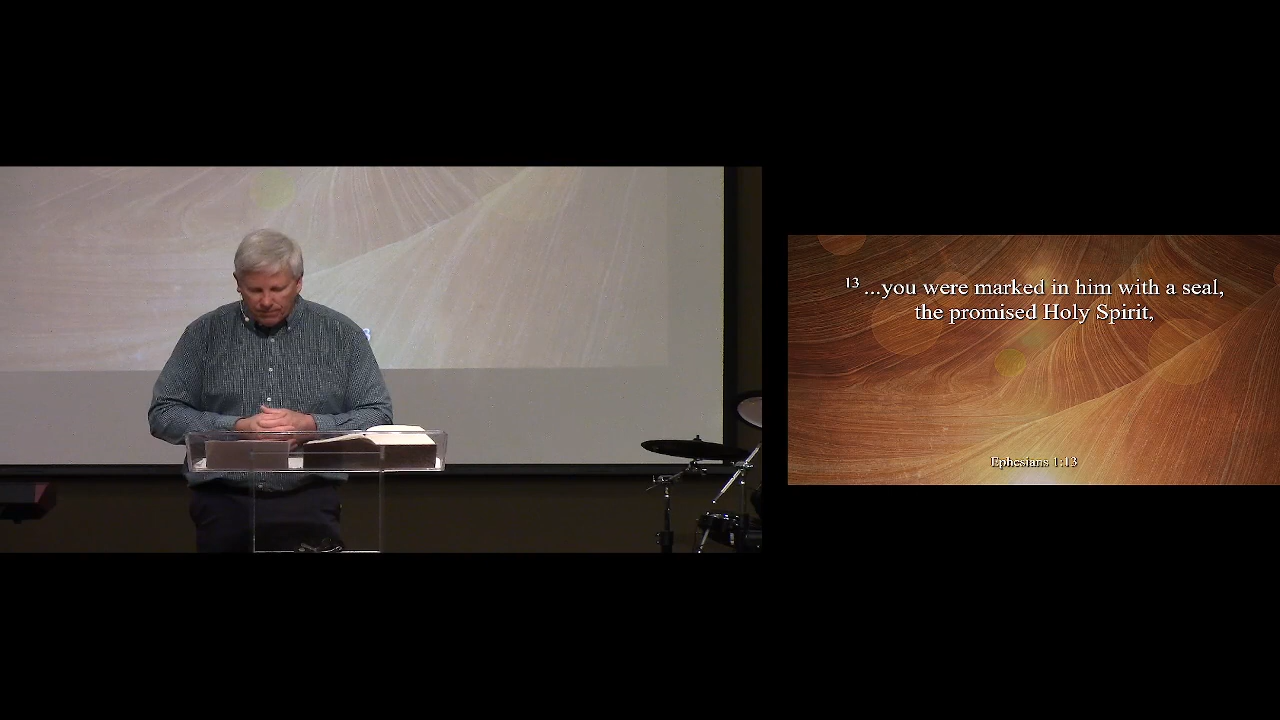 13 ...you were marked in him with a seal,
the promised Holy Spirit,
Ephesians 1:13